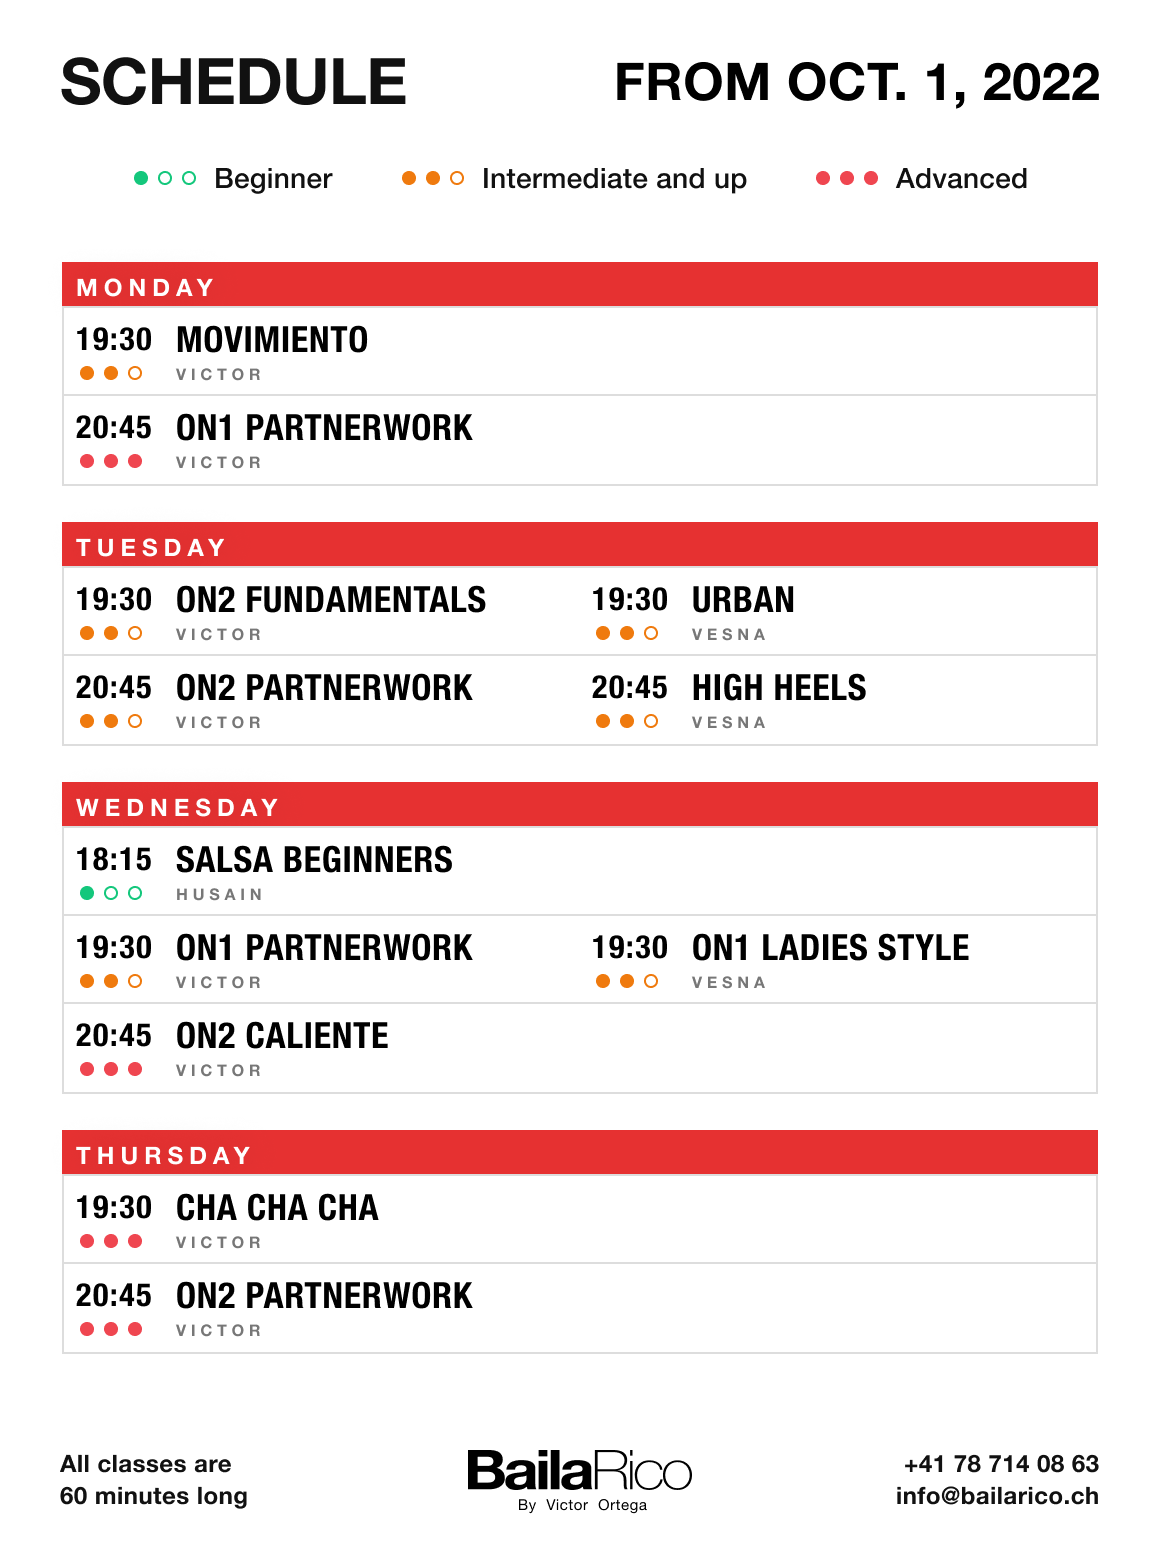 SCHEDULE FROM OCT. 1, 2022
Beginner Intermediate and up Advanced
MONDAY
19:30 MOVIMIENTO
VICTOR
20:45 ON1 PARTNERWORK
VICTOR
TUESDAY
19:30 ON2 FUNDAMENTALS 19:30 URBAN
VICTOR VESNA
20:45 ON2 PARTNERWORK 20:45 HIGH HEELS
VICTOR VESNA
WEDNESDAY
18:15 SALSA BEGINNERS
HUSAIN
19:30 ON1 PARTNERWORK 19:30 ON1 LADIES STYLE
VICTOR VESNA
20:45 ON2 CALIENTE
VICTOR
THURSDAY
19:30 CHA CHA CHA
VICTOR
20:45 ON2 PARTNERWORK
VICTOR
All classes are
60 minutes long
BailaRico
By Victor Ortega
+41 78 714 08 63
info@bailarico.ch